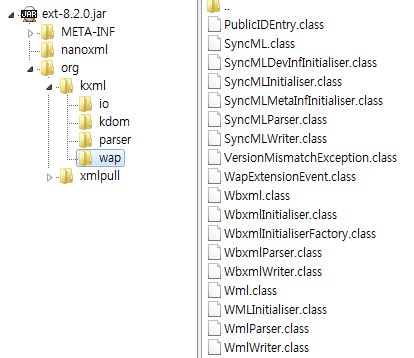 ext-8.2.0.jar
META-INF
nanoxml
org
kxml
io
kdom
parser
wap
xmlpull
..
PublicIDEntry.class
SyncML.class
SyncMLDevInfInitialiser.class
SyncMLInitialiser.class
SyncMLMetaInfInitialiser.class
SyncMLParser.class
SyncMLWriter.class
VersionMismatchException.class
WapExtensionEvent.class
Wbxml.class
WbxmlInitialiser.class
WbxmlInitialiserFactory.class
WbxmlParser.class
WbxmlWriter.class
Wml.class
WMLInitialiser.class
WmlParser.class
WmlWriter.class